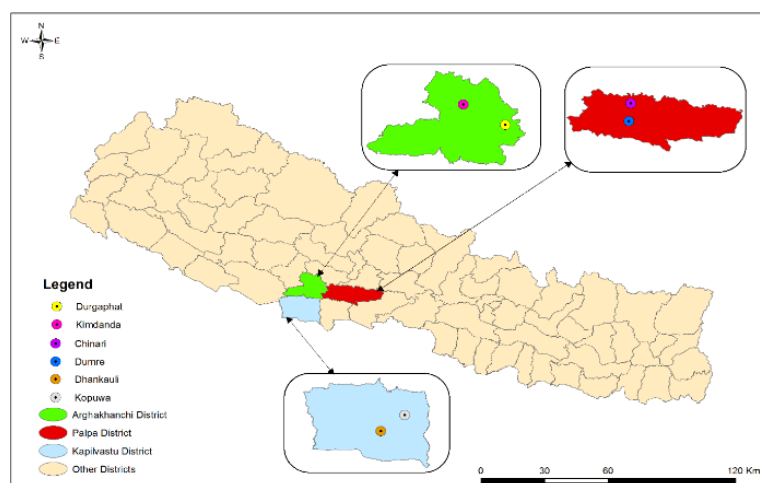 N
W E
S
Legend
Durgaphat
Kimdanda
Chinari
Dumre
Dhankauli
Kopuwa
Arghakhanchi District
Palpa District
Kapilvastu District
Other Districts
0 30 60 120 Km